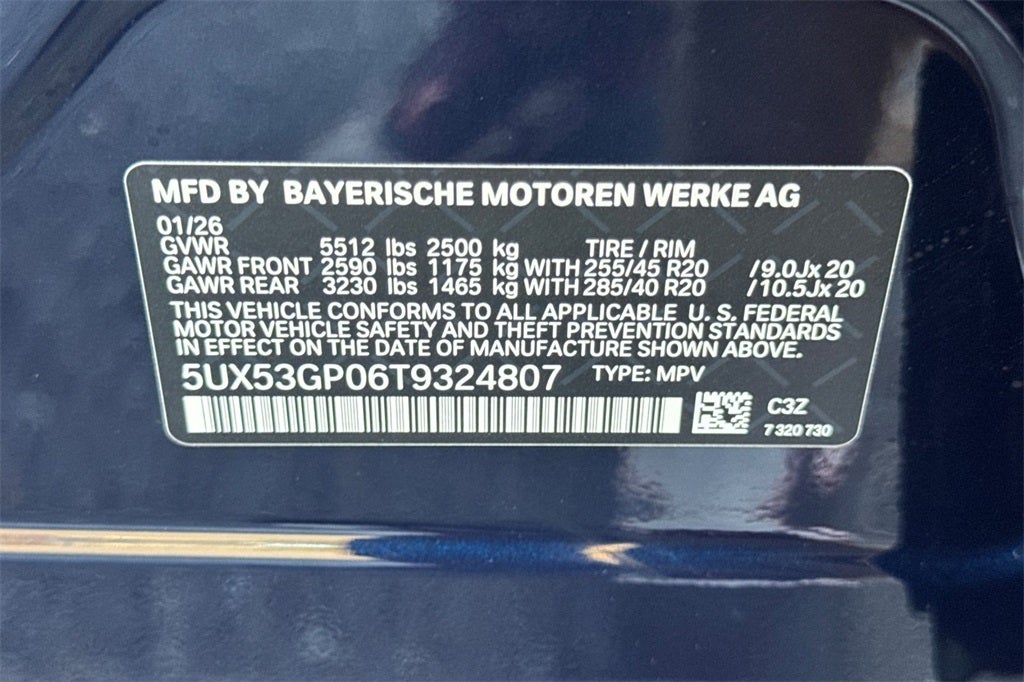 MFD BY BAYERISCHE MOTOREN WERKE AG
01/26
GVWR 5512 lbs 2500 kg TIRE / RIM
GAWR FRONT 2590 lbs 1175 kg WITH 255/45 R20 /9.0Jx 20
GAWR REAR 3230 lbs 1465 kg WITH 285/40 R20 /10.5Jx 20
THIS VEHICLE CONFORMS TO ALL APPLICABLE U. S. FEDERAL
MOTOR VEHICLE SAFETY AND THEFT PREVENTION STANDARDS
IN EFFECT ON THE DATE OF MANUFACTURE SHOWN ABOVE.
5UX53GP06T9324807 TYPE: MPV
C3Z
7 320 730